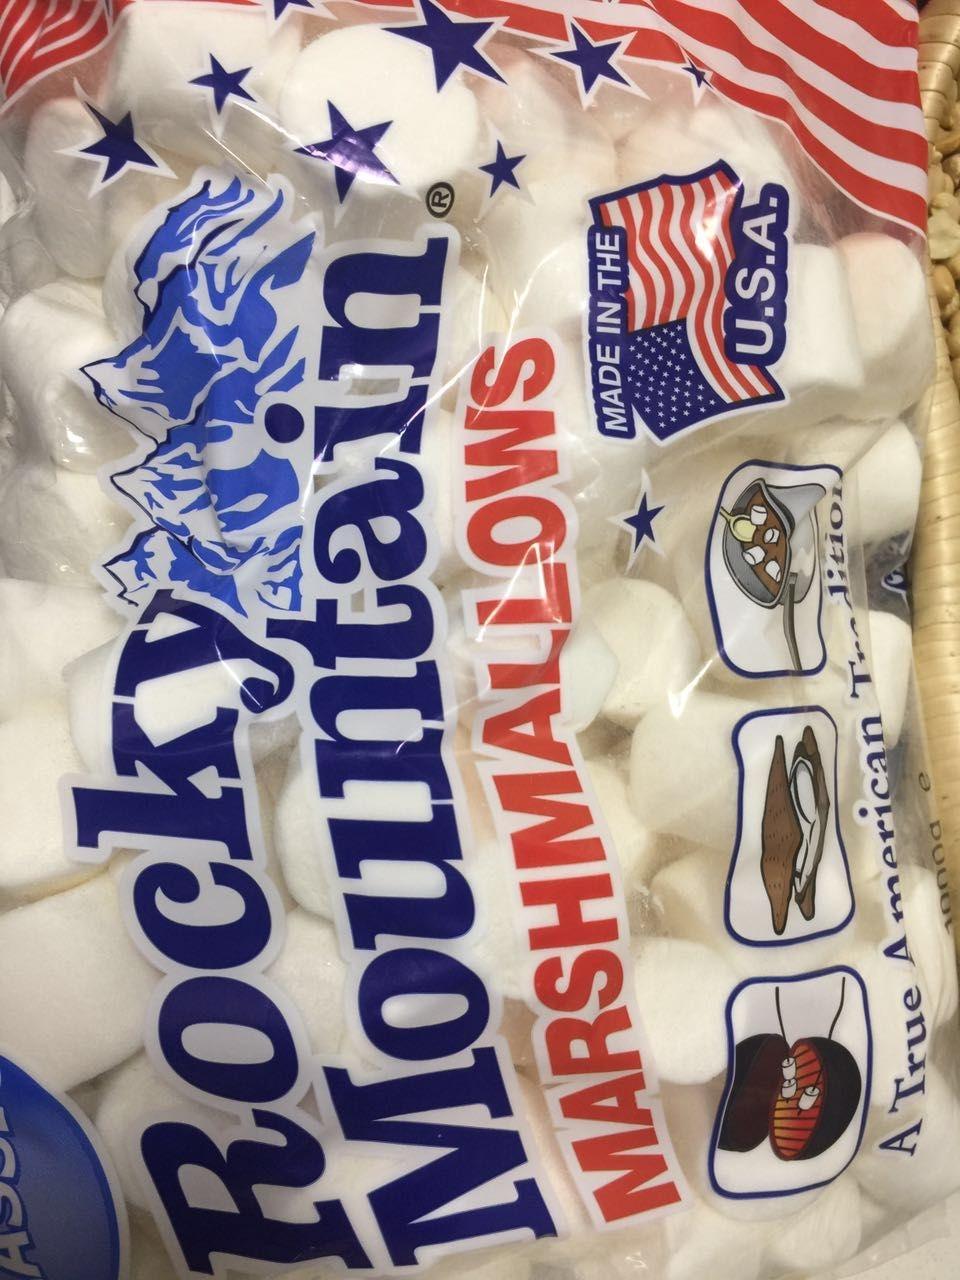 Rocky
Mountain®
MARSHMALLOWS
MADE IN THE
U.S.A.
A True American Tradition